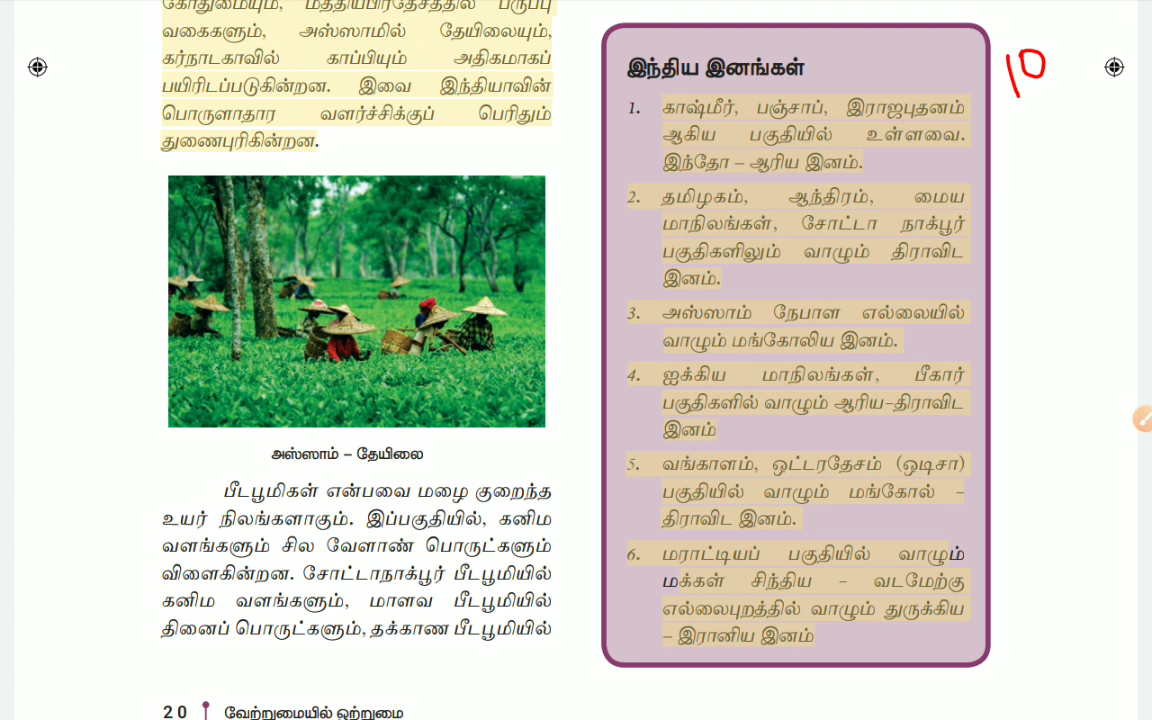 கோதுமையும், மத்தியபிரதேசத்தில் பருப்பு
வகைகளும், அஸ்ஸாமில் தேயிலையும்,
கர்நாடகாவில் காப்பியும் அதிகமாகப்
பயிரிடப்படுகின்றன. இவை இந்தியாவின்
பொருளாதார வளர்ச்சிக்குப் பெரிதும்
துணைபுரிகின்றன.
அஸ்ஸாம் – தேயிலை
பீடபூமிகள் என்பவை மழை குறைந்த
உயர் நிலங்களாகும். இப்பகுதியில், கனிம
வளங்களும் சில வேளாண் பொருட்களும்
விளைகின்றன. சோட்டாநாக்பூர் பீடபூமியில்
கனிம வளங்களும், மாளவ பீடபூமியில்
தினைப் பொருட்களும், தக்காண பீடபூமியில்
இந்திய இனங்கள்
10
1. காஷ்மீர், பஞ்சாப், இராஜபுதனம்
ஆகிய பகுதியில் உள்ளவை.
இந்தோ – ஆரிய இனம்.
2. தமிழகம், ஆந்திரம், மைய
மாநிலங்கள், சோட்டா நாக்பூர்
பகுதிகளிலும் வாழும் திராவிட
இனம்.
3. அஸ்ஸாம் நேபாள எல்லையில்
வாழும் மங்கோலிய இனம்.
4. ஐக்கிய மாநிலங்கள், பீகார்
பகுதிகளில் வாழும் ஆரிய-திராவிட
இனம்
5. வங்காளம், ஒட்டரதேசம் (ஒடிசா)
பகுதியில் வாழும் மங்கோல் –
திராவிட இனம்.
6. மராட்டியப் பகுதியில் வாழும்
மக்கள் சிந்திய – வடமேற்கு
எல்லைபுறத்தில் வாழும் துருக்கிய
– இரானிய இனம்
20 வேற்றுமையில் ஒற்றுமை